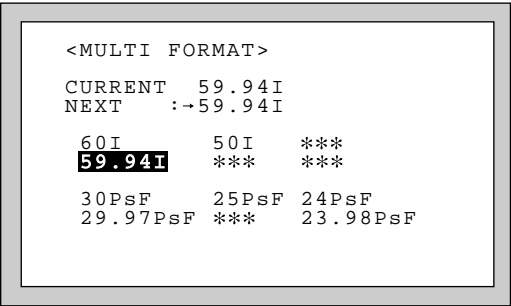 <MULTI FORMAT>
CURRENT 59.94I
NEXT :→59.94I
60I 50I ***
59.94I *** ***
30PsF 25PsF 24PsF
29.97PsF *** 23.98PsF